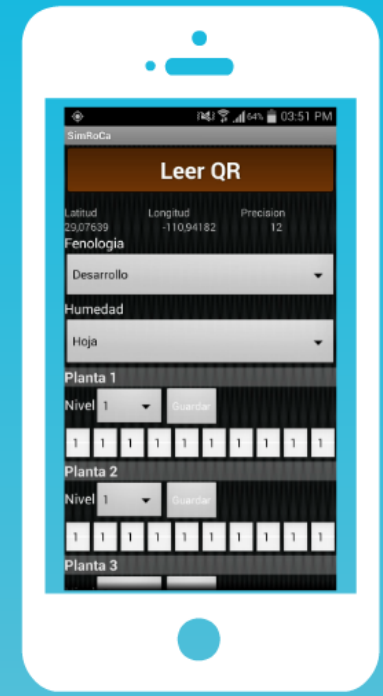 64% 03:51 PM
SimRoCa
Leer QR
Latitud Longitud Precision
29,07639 -110,94182 12
Fenologia
Desarrollo
Humedad
Hoja
Planta 1
Nivel 1 Guardar
1 1 1 1 1 1 1 1 1 1
Planta 2
Nivel 1 Guardar
1 1 1 1 1 1 1 1 1 1
Planta 3